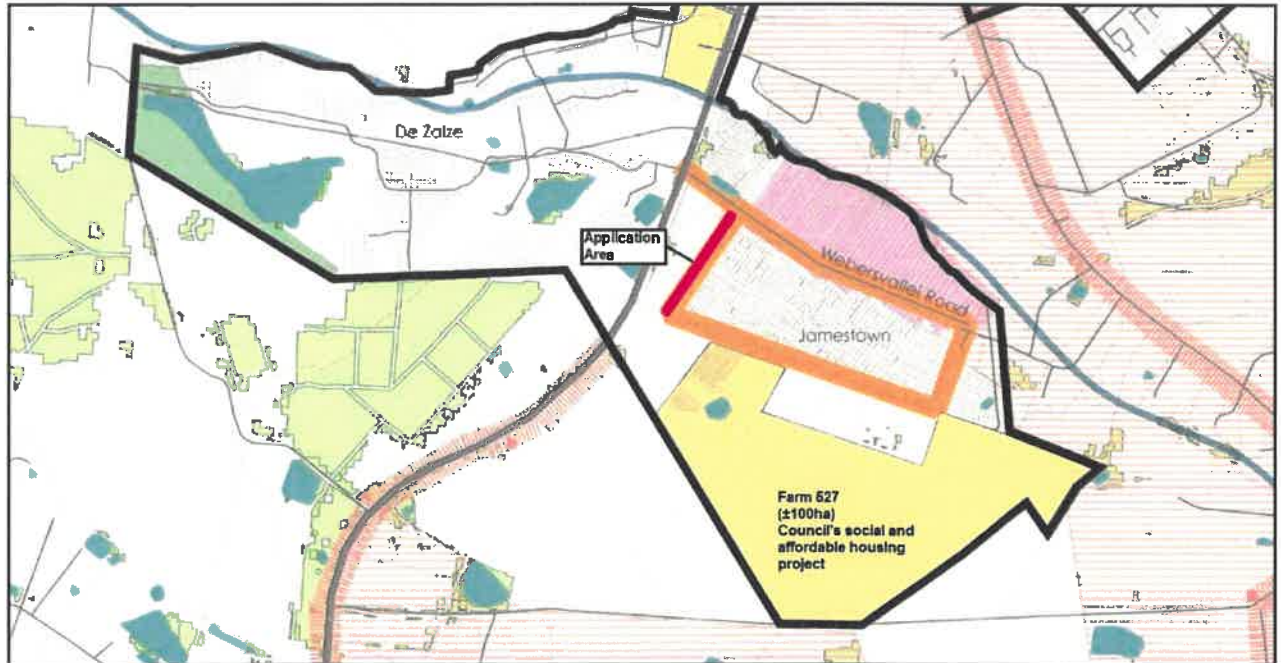 De Zalze
Application
Area
Webersvallei Road
Jamestown
Farm 527
(±100ha)
Council's social and
affordable housing
project